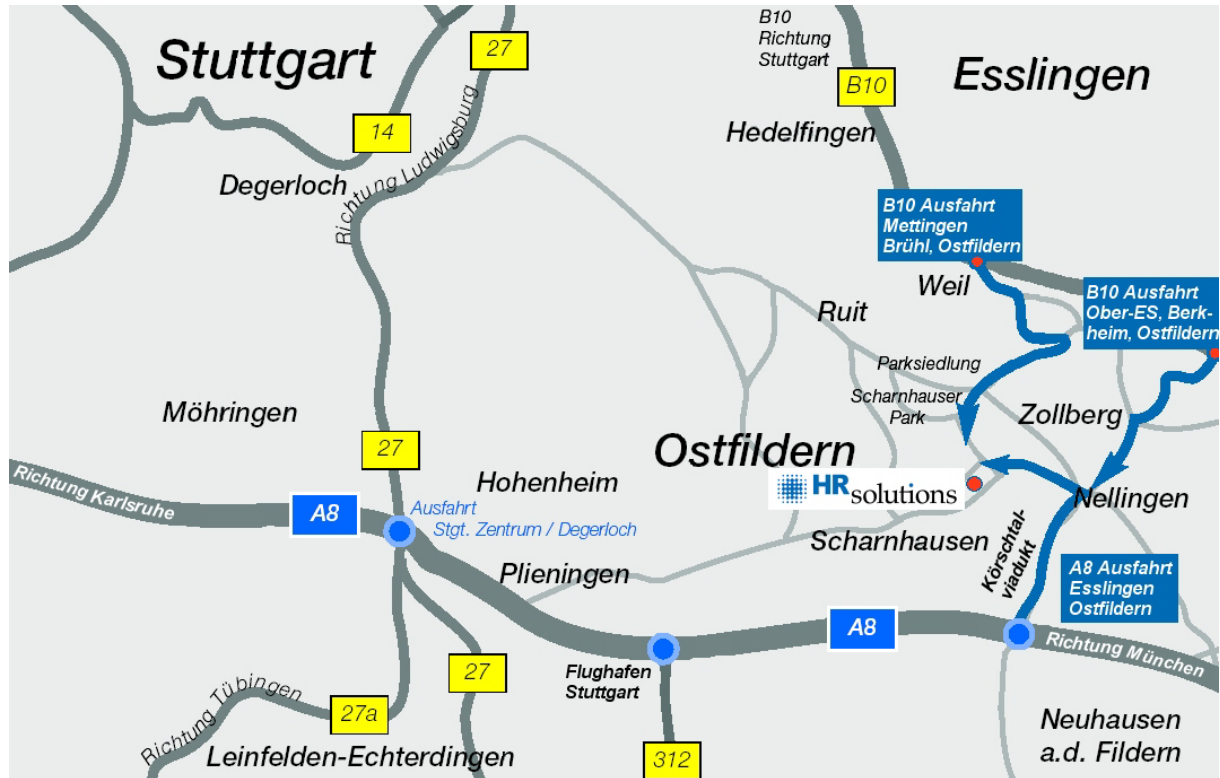 Stuttgart
27
B10
Richtung
Stuttgart
Esslingen
B10
14
Hedelfingen
Degerloch
Richtung Ludwigsburg
B10 Ausfahrt
Mettingen
Brühl, Ostfildern
Weil
B10 Ausfahrt
Ober-ES, Berk-
heim, Ostfildern
Ruit
Parksiedlung
Scharnhauser
Park
Möhringen
Zollberg
27
Ostfildern
Richtung Karlsruhe
Hohenheim
HR solutions
Nellingen
A8
Ausfahrt
Stgt. Zentrum / Degerloch
Scharnhausen
Körschtal-
viadukt
Plieningen
A8 Ausfahrt
Esslingen
Ostfildern
A8
Richtung München
Flughafen
Stuttgart
27
Richtung Tübingen
27a
Leinfelden-Echterdingen
312
Neuhausen
a.d. Fildern